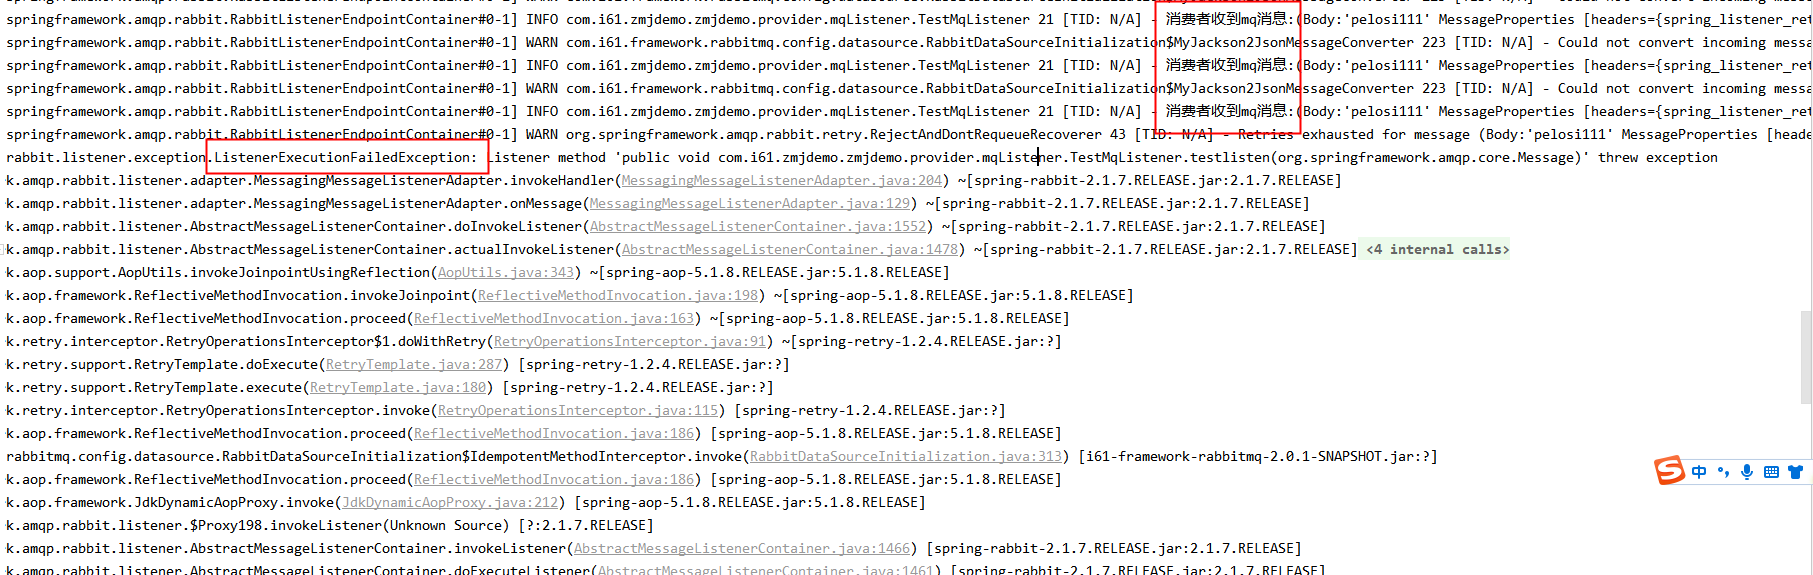 springframework.amqp.rabbit.RabbitListenerEndpointContainer#0-1] INFO com.i61.zmjdemo.zmjdemo.provider.mqListener.TestMqListener 21 [TID: N/A] - 消费者收到mq消息:(Body:'pelosi111' MessageProperties [headers={spring_listener_ret
springframework.amqp.rabbit.RabbitListenerEndpointContainer#0-1] WARN com.i61.framework.rabbitmq.config.datasource.RabbitDataSourceInitialization$MyJackson2JsonMessageConverter 223 [TID: N/A] - Could not convert incoming messa
springframework.amqp.rabbit.RabbitListenerEndpointContainer#0-1] INFO com.i61.zmjdemo.zmjdemo.provider.mqListener.TestMqListener 21 [TID: N/A] - 消费者收到mq消息:(Body:'pelosi111' MessageProperties [headers={spring_listener_ret
springframework.amqp.rabbit.RabbitListenerEndpointContainer#0-1] WARN com.i61.framework.rabbitmq.config.datasource.RabbitDataSourceInitialization$MyJackson2JsonMessageConverter 223 [TID: N/A] - Could not convert incoming messa
springframework.amqp.rabbit.RabbitListenerEndpointContainer#0-1] INFO com.i61.zmjdemo.zmjdemo.provider.mqListener.TestMqListener 21 [TID: N/A] - 消费者收到mq消息:(Body:'pelosi111' MessageProperties [headers={spring_listener_ret
springframework.amqp.rabbit.RabbitListenerEndpointContainer#0-1] WARN org.springframework.amqp.rabbit.retry.RejectAndDontRequeueRecoverer 43 [TID: N/A] - Retries exhausted for message (Body:'pelosi111' MessageProperties [heade
rabbit.listener.exception.ListenerExecutionFailedException: Listener method 'public void com.i61.zmjdemo.zmjdemo.provider.mqListener.TestMqListener.testlisten(org.springframework.amqp.core.Message)' threw exception
k.amqp.rabbit.listener.adapter.MessagingMessageListenerAdapter.invokeHandler(MessagingMessageListenerAdapter.java:204) ~[spring-rabbit-2.1.7.RELEASE.jar:2.1.7.RELEASE]
k.amqp.rabbit.listener.adapter.MessagingMessageListenerAdapter.onMessage(MessagingMessageListenerAdapter.java:129) ~[spring-rabbit-2.1.7.RELEASE.jar:2.1.7.RELEASE]
k.amqp.rabbit.listener.AbstractMessageListenerContainer.doInvokeListener(AbstractMessageListenerContainer.java:1552) ~[spring-rabbit-2.1.7.RELEASE.jar:2.1.7.RELEASE]
k.amqp.rabbit.listener.AbstractMessageListenerContainer.actualInvokeListener(AbstractMessageListenerContainer.java:1478) ~[spring-rabbit-2.1.7.RELEASE.jar:2.1.7.RELEASE] <4 internal calls>
k.aop.support.AopUtils.invokeJoinpointUsingReflection(AopUtils.java:343) ~[spring-aop-5.1.8.RELEASE.jar:5.1.8.RELEASE]
k.aop.framework.ReflectiveMethodInvocation.invokeJoinpoint(ReflectiveMethodInvocation.java:198) ~[spring-aop-5.1.8.RELEASE.jar:5.1.8.RELEASE]
k.aop.framework.ReflectiveMethodInvocation.proceed(ReflectiveMethodInvocation.java:163) ~[spring-aop-5.1.8.RELEASE.jar:5.1.8.RELEASE]
k.retry.interceptor.RetryOperationsInterceptor$1.doWithRetry(RetryOperationsInterceptor.java:91) ~[spring-retry-1.2.4.RELEASE.jar:?]
k.retry.support.RetryTemplate.doExecute(RetryTemplate.java:287) [spring-retry-1.2.4.RELEASE.jar:?]
k.retry.support.RetryTemplate.execute(RetryTemplate.java:180) [spring-retry-1.2.4.RELEASE.jar:?]
k.retry.interceptor.RetryOperationsInterceptor.invoke(RetryOperationsInterceptor.java:115) [spring-retry-1.2.4.RELEASE.jar:?]
k.aop.framework.ReflectiveMethodInvocation.proceed(ReflectiveMethodInvocation.java:186) [spring-aop-5.1.8.RELEASE.jar:5.1.8.RELEASE]
rabbitmq.config.datasource.RabbitDataSourceInitialization$IdempotentMethodInterceptor.invoke(RabbitDataSourceInitialization.java:313) [i61-framework-rabbitmq-2.0.1-SNAPSHOT.jar:?]
k.aop.framework.ReflectiveMethodInvocation.proceed(ReflectiveMethodInvocation.java:186) [spring-aop-5.1.8.RELEASE.jar:5.1.8.RELEASE]
k.aop.framework.JdkDynamicAopProxy.invoke(JdkDynamicAopProxy.java:212) [spring-aop-5.1.8.RELEASE.jar:5.1.8.RELEASE]
k.amqp.rabbit.listener.$Proxy198.invokeListener(Unknown Source) [?:2.1.7.RELEASE]
k.amqp.rabbit.listener.AbstractMessageListenerContainer.invokeListener(AbstractMessageListenerContainer.java:1466) [spring-rabbit-2.1.7.RELEASE.jar:2.1.7.RELEASE]
k.amqp.rabbit.listener.AbstractMessageListenerContainer.doExecuteListener(AbstractMessageListenerContainer.java:1461) [spring-rabbit-2.1.7.RELEASE.jar:2.1.7.RELEASE]
中